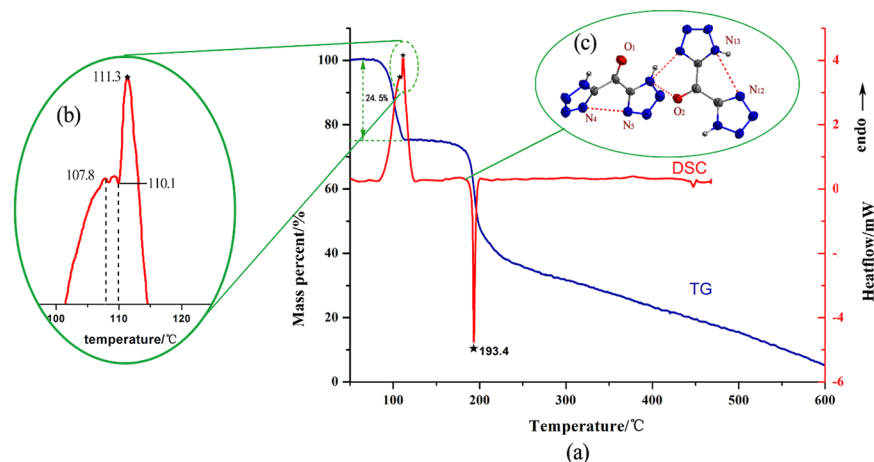 111.3
(b)
107.8
110.1
100
110
120
temperature/℃
100
80
60
40
20
0
Mass percent/%
24.5%
(c)
O1
N13
N4
N5
O2
N12
DSC
TG
193.4
4
2
0
-2
-4
-6
Heatflow/mW
endo
100
200
300
400
500
600
Temperature/℃
(a)